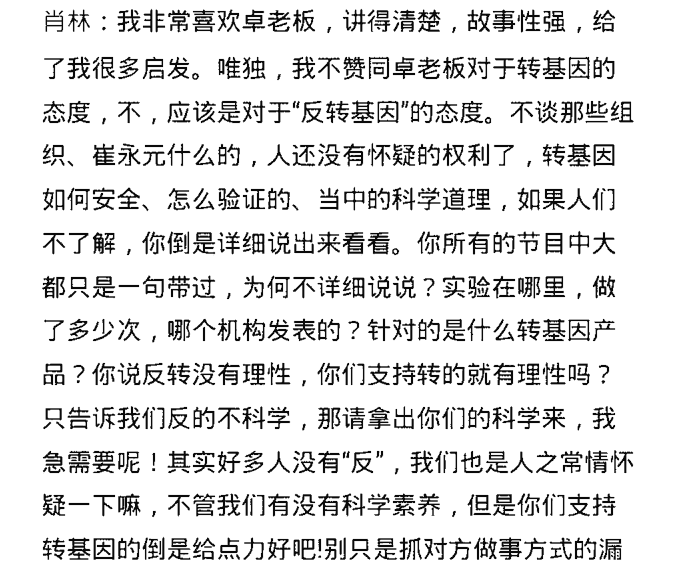 肖林：我非常喜欢卓老板，讲得清楚，故事性强，给
了我很多启发。唯独，我不赞同卓老板对于转基因的
态度，不，应该是对于“反转基因”的态度。不谈那些组
织、崔永元什么的，人还没有怀疑的权利了，转基因
如何安全、怎么验证的、当中的科学道理，如果人们
不了解，你倒是详细说出来看看。你所有的节目中大
都只是一句带过，为何不详细说说？实验在哪里，做
了多少次，哪个机构发表的？针对的是什么转基因产
品？你说反转没有理性，你们支持转的就有理性吗？
只告诉我们反的不科学，那请拿出你们的科学来，我
急需要呢！其实好多人没有“反”，我们也是人之常情怀
疑一下嘛，不管我们有没有科学素养，但是你们支持
转基因的倒是给点力好吧!别只是抓对方做事方式的漏